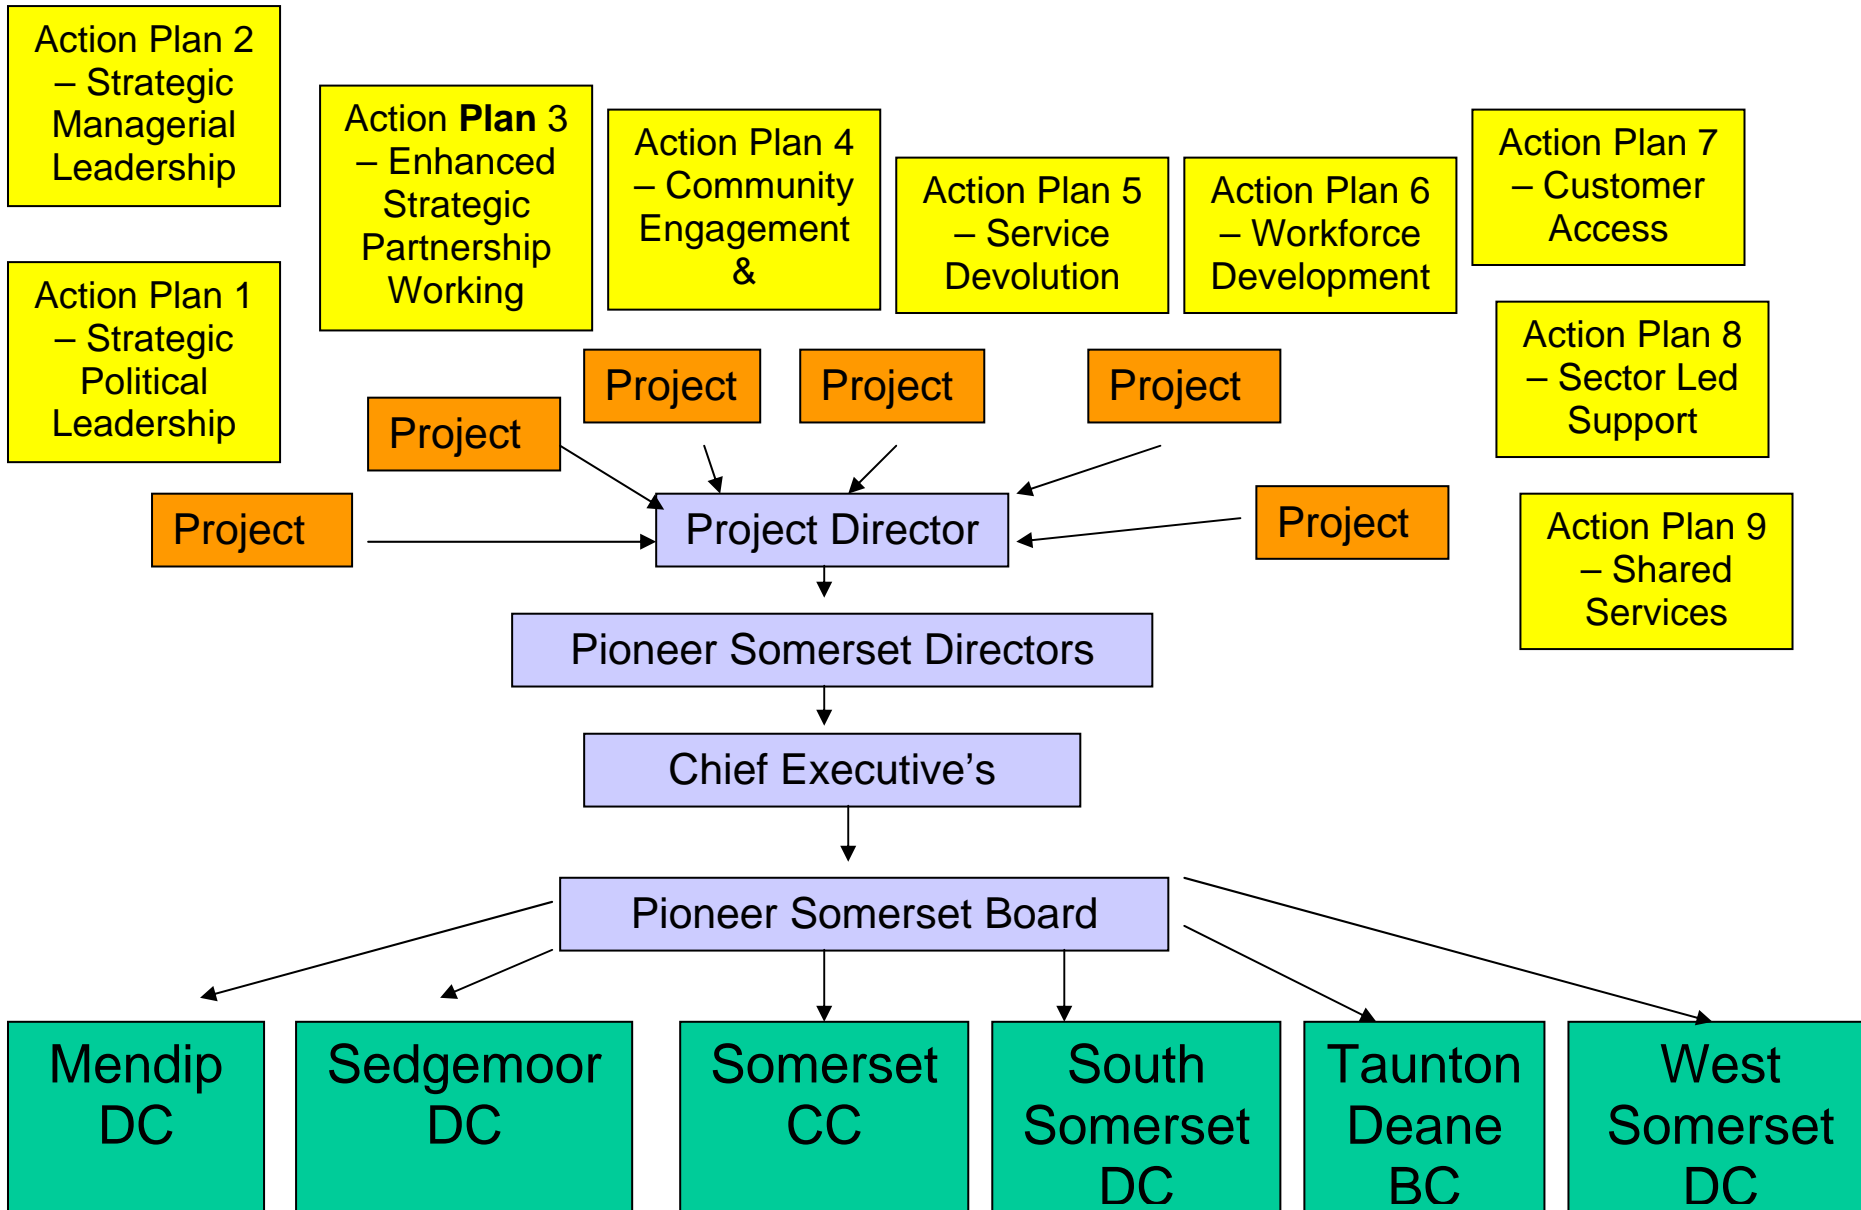 Action Plan 2
– Strategic
Managerial
Leadership
Action Plan 1
– Strategic
Political
Leadership
Action Plan 3
– Enhanced
Strategic
Partnership
Working
Action Plan 4
– Community
Engagement
&
Action Plan 5
– Service
Devolution
Action Plan 6
– Workforce
Development
Action Plan 7
– Customer
Access
Action Plan 8
– Sector Led
Support
Action Plan 9
– Shared
Services
Project
Project
Project
Project
Project
Project
Project Director
Pioneer Somerset Directors
Chief Executive’s
Pioneer Somerset Board
Mendip
DC
Sedgemoor
DC
Somerset
CC
South
Somerset
DC
Taunton
Deane
BC
West
Somerset
DC